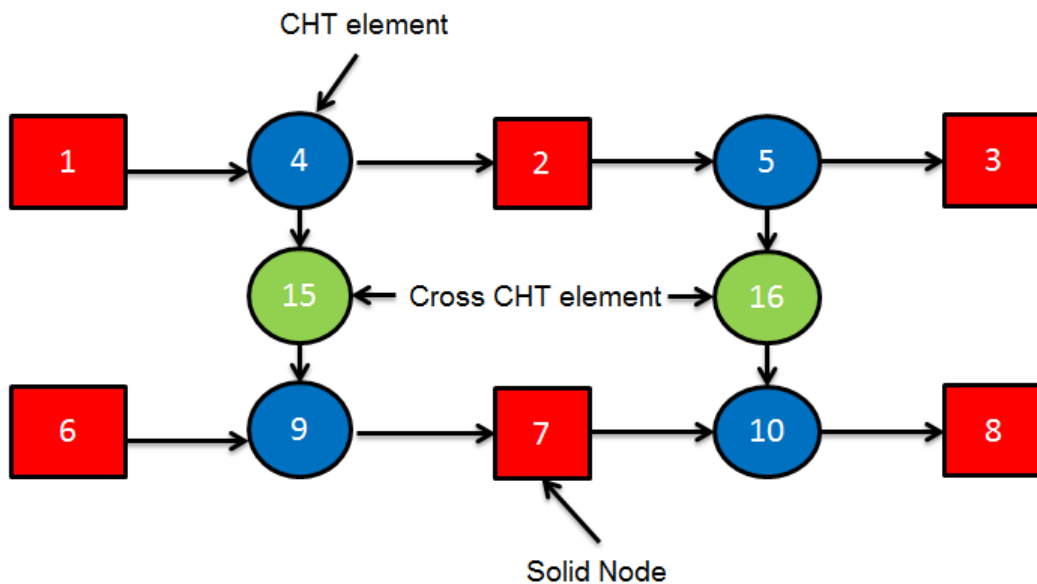 CHT element
1 4 2 5 3
15 Cross CHT element 16
6 9 7 10 8
Solid Node